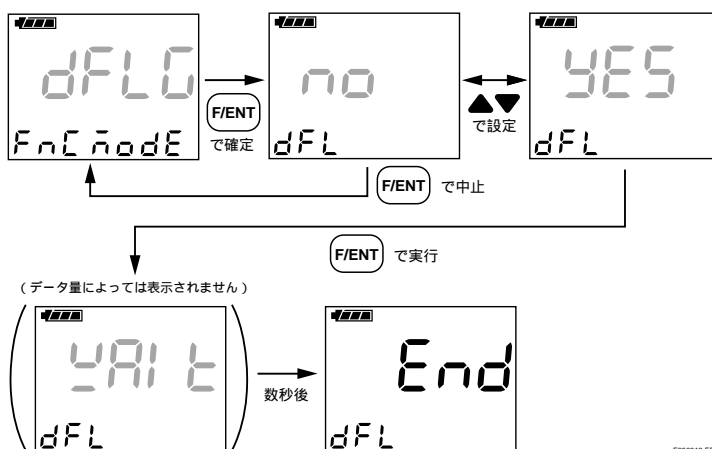 dFLG
FnC modE
F/ENT
で確定
no
dFL
▲▼
で設定
YES
dFL
F/ENT で中止
F/ENT で実行
(データ量によっては表示されません)
WAIt
dFL
数秒後
End
dFL